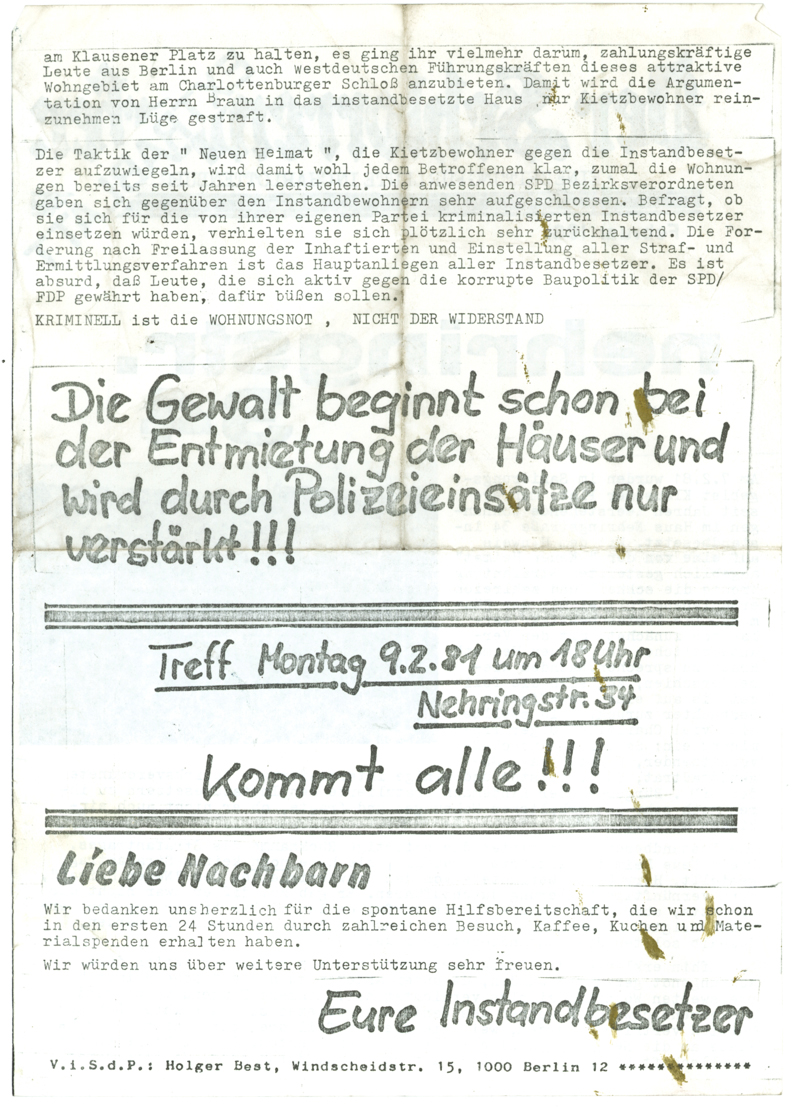 am Klausener Platz zu halten, es ging ihr vielmehr darum, zahlungskräftige
Leute aus Berlin und auch westdeutschen Führungskräften dieses attraktive
Wohngebiet am Charlottenburger Schloß anzubieten. Damit wird die Argumen-
tation von Herrn Braun in das instandbesetzte Haus nur Kietzbewohner rein-
zunehmen Lüge gestraft.
Die Taktik der " Neuen Heimat ", die Kietzbewohner gegen die Instandbeset-
zer aufzuwiegeln, wird damit wohl jedem Betroffenen klar, zumal die Wohnun-
gen bereits seit Jahren leerstehen. Die anwesenden SPD Bezirksverordneten
gaben sich gegenüber den Instandbewohnern sehr aufgeschlossen. Befragt, ob
sie sich für die von ihrer eigenen Partei kriminalisierten Instandbesetzer
einsetzen würden, verhielten sie sich plötzlich sehr zurückhaltend. Die For-
derung nach Freilassung der Inhaftierten und Einstellung aller Straf- und
Ermittlungsverfahren ist das Hauptanliegen aller Instandbesetzer. Es ist
absurd, daß Leute, die sich aktiv gegen die korrupte Baupolitik der SPD/
FDP gewährt haben, dafür büßen sollen.
KRIMINELL ist die WOHNUNGSNOT , NICHT DER WIDERSTAND
Die Gewalt beginnt schon bei
der Entmietung der Häuser und
wird durch Polizeieinsätze nur
verstärkt!!!
Treff Montag 9.2.81 um 18 Uhr
Nehringstr. 34
kommt alle!!!
Liebe Nachbarn
Wir bedanken unsherzlich für die spontane Hilfsbereitschaft, die wir schon
in den ersten 24 Stunden durch zahlreichen Besuch, Kaffee, Kuchen und Mate-
rialspenden erhalten haben.
Wir würden uns über weitere Unterstützung sehr freuen.
Eure Instandbesetzer
V.i.S.d.P.: Holger Best, Windscheidstr. 15, 1000 Berlin 12 *************